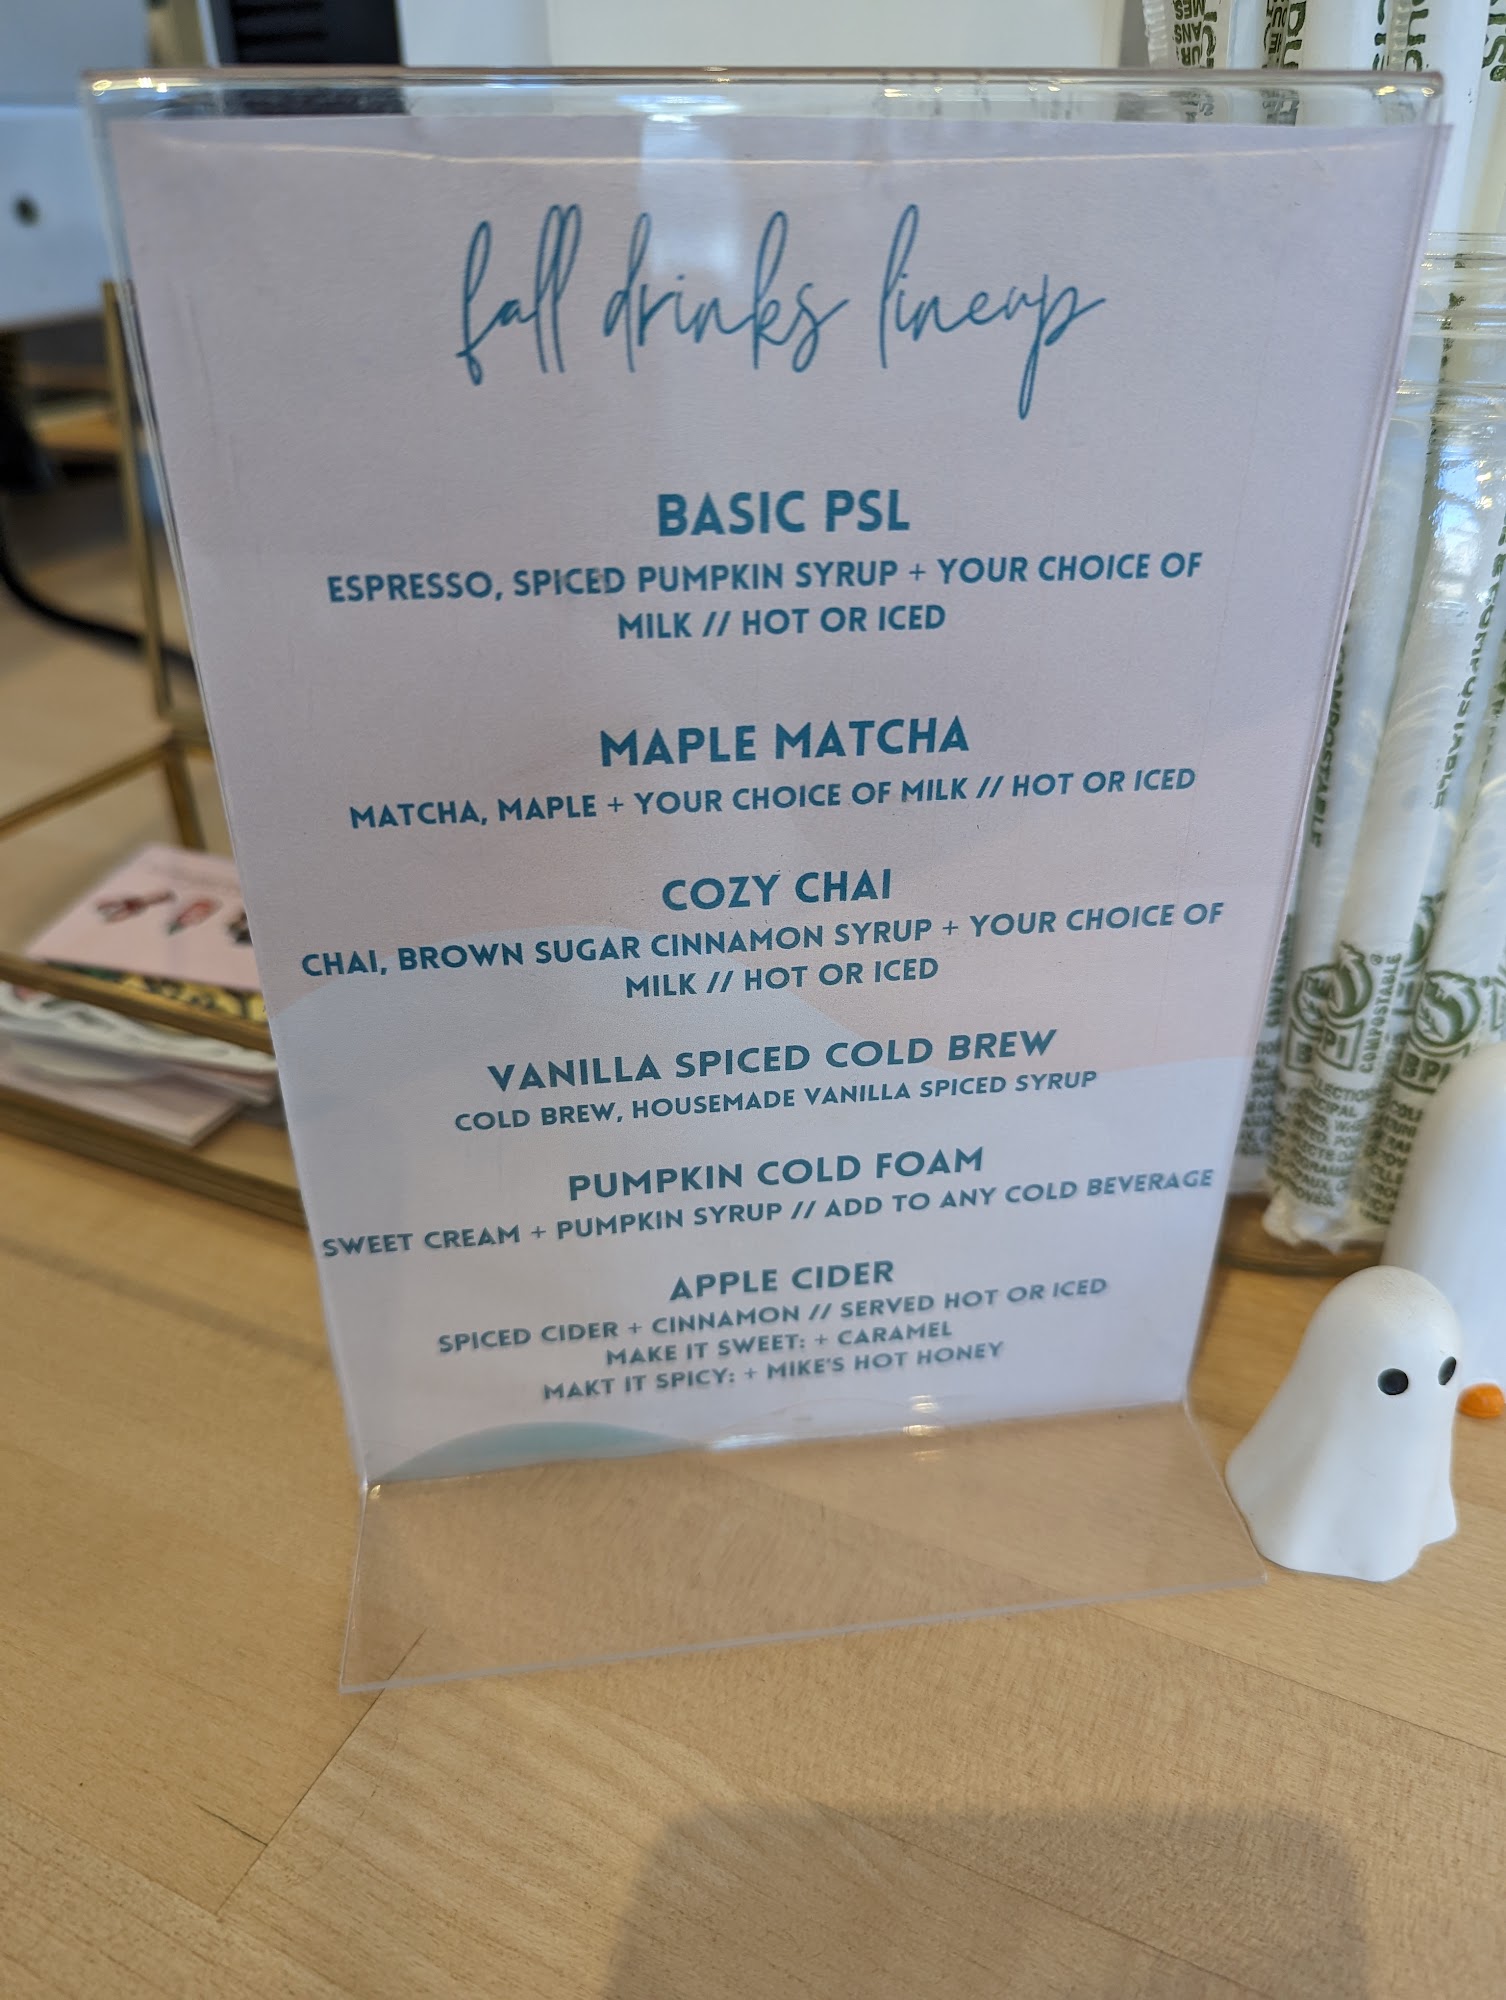 fall drinks lineup
BASIC PSL
ESPRESSO, SPICED PUMPKIN SYRUP + YOUR CHOICE OF
MILK // HOT OR ICED
MAPLE MATCHA
MATCHA, MAPLE + YOUR CHOICE OF MILK // HOT OR ICED
COZY CHAI
CHAI, BROWN SUGAR CINNAMON SYRUP + YOUR CHOICE OF
MILK // HOT OR ICED
VANILLA SPICED COLD BREW
COLD BREW, HOUSEMADE VANILLA SPICED SYRUP
PUMPKIN COLD FOAM
SWEET CREAM + PUMPKIN SYRUP // ADD TO ANY COLD BEVERAGE
APPLE CIDER
SPICED CIDER + CINNAMON // SERVED HOT OR ICED
MAKE IT SWEET: + CARAMEL
MAKT IT SPICY: + MIKE'S HOT HONEY
BPI
COMPOSTABLE